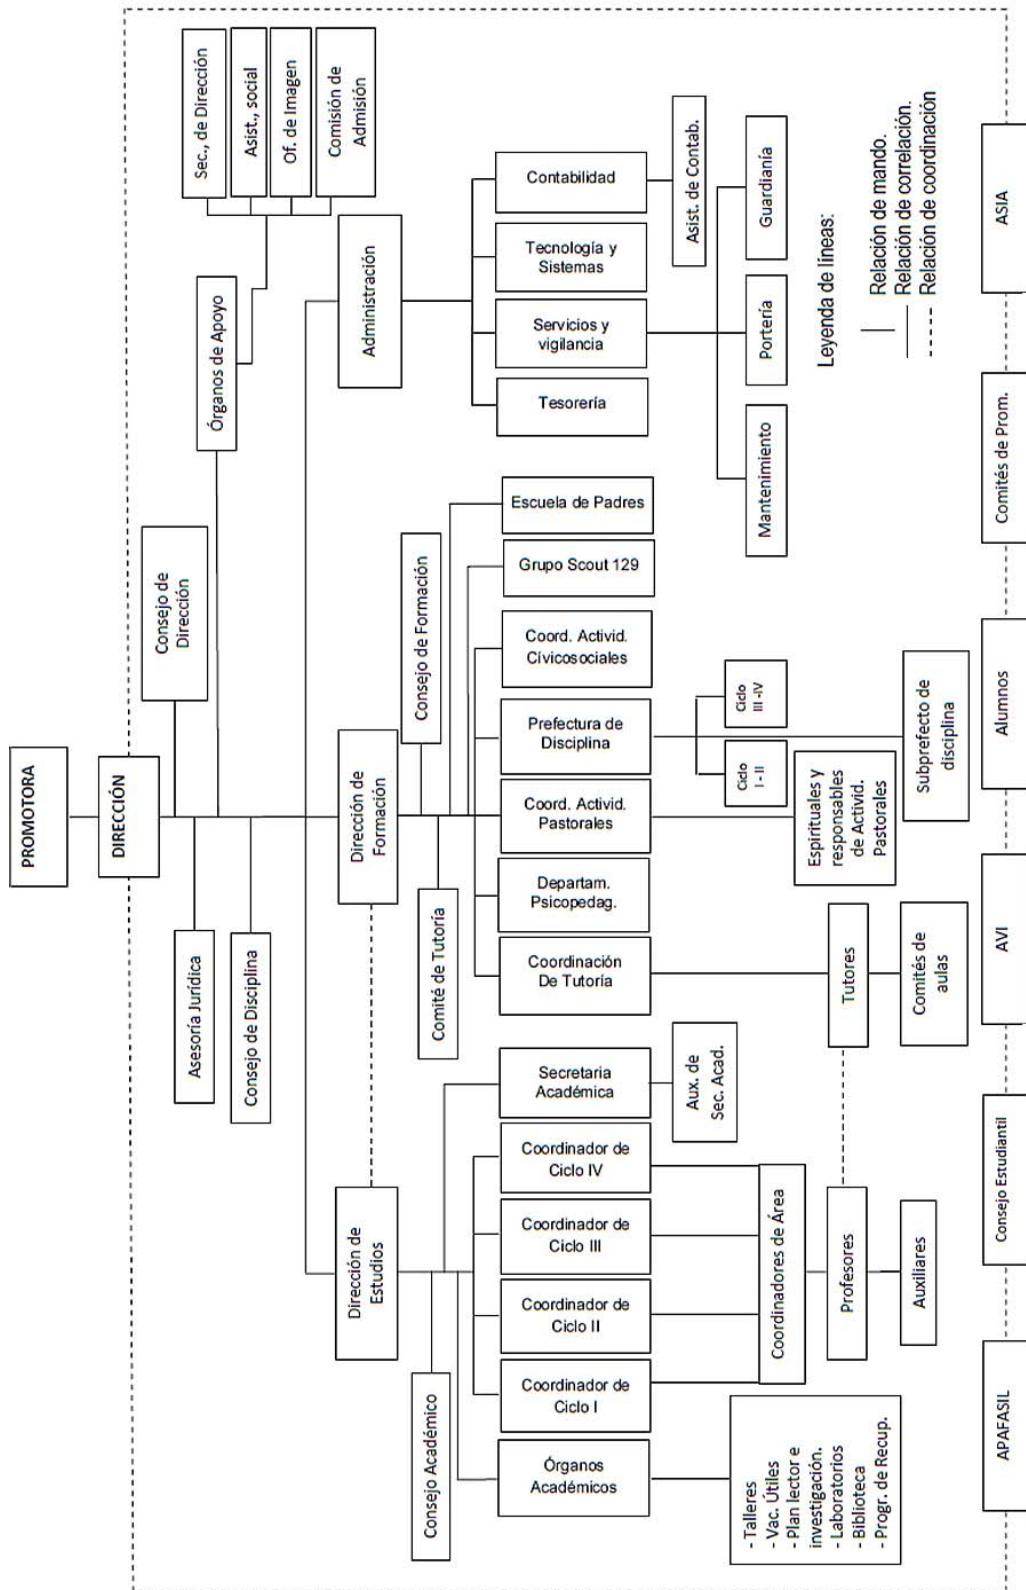 PROMOTORA
DIRECCIÓN
Consejo de
Dirección
Asesoría Jurídica
Consejo de Disciplina
Órganos de Apoyo
Sec., de Dirección
Asist., social
Of. de Imagen
Comisión de
Admisión
Dirección de
Estudios
Dirección de
Formación
Administración
Consejo Académico
Comité de Tutoría
Consejo de Formación
Órganos
Académicos
Coordinador de
Ciclo I
Coordinador de
Ciclo II
Coordinador de
Ciclo III
Coordinador de
Ciclo IV
Secretaria
Académica
Coordinación
De Tutoría
Departam.
Psicopedag.
Coord. Activid.
Pastorales
Prefectura de
Disciplina
Coord. Activid.
Cívicosociales
Grupo Scout 129
Escuela de Padres
Tesorería
Servicios y
vigilancia
Tecnología y
Sistemas
Contabilidad
Aux. de
Sec. Acad.
Asist. de Contab.
- Talleres
- Vac. Útiles
- Plan lector e
investigación.
- Laboratorios
- Biblioteca
- Progr. de Recup.
Coordinadores de Área
Ciclo
I - II
Ciclo
III -IV
Mantenimiento
Portería
Guardianía
Profesores
Tutores
Espirituales y
responsables
de Activid.
Pastorales
Auxiliares
Comités de
aulas
Subprefecto de
disciplina
Leyenda de líneas:
Relación de mando.
Relación de correlación.
Relación de coordinación
APAFASIL
Consejo Estudiantil
AVI
Alumnos
Comités de Prom.
ASIA